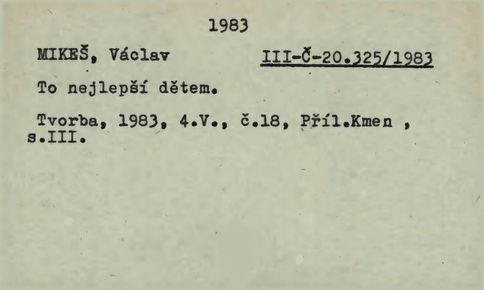 1983
MIKEŠ, Václav III-Č-20.325/1983
To nejlepší dětem.
Tvorba, 1983, 4.V., č.18, Příl.Kmen ,
s.III.